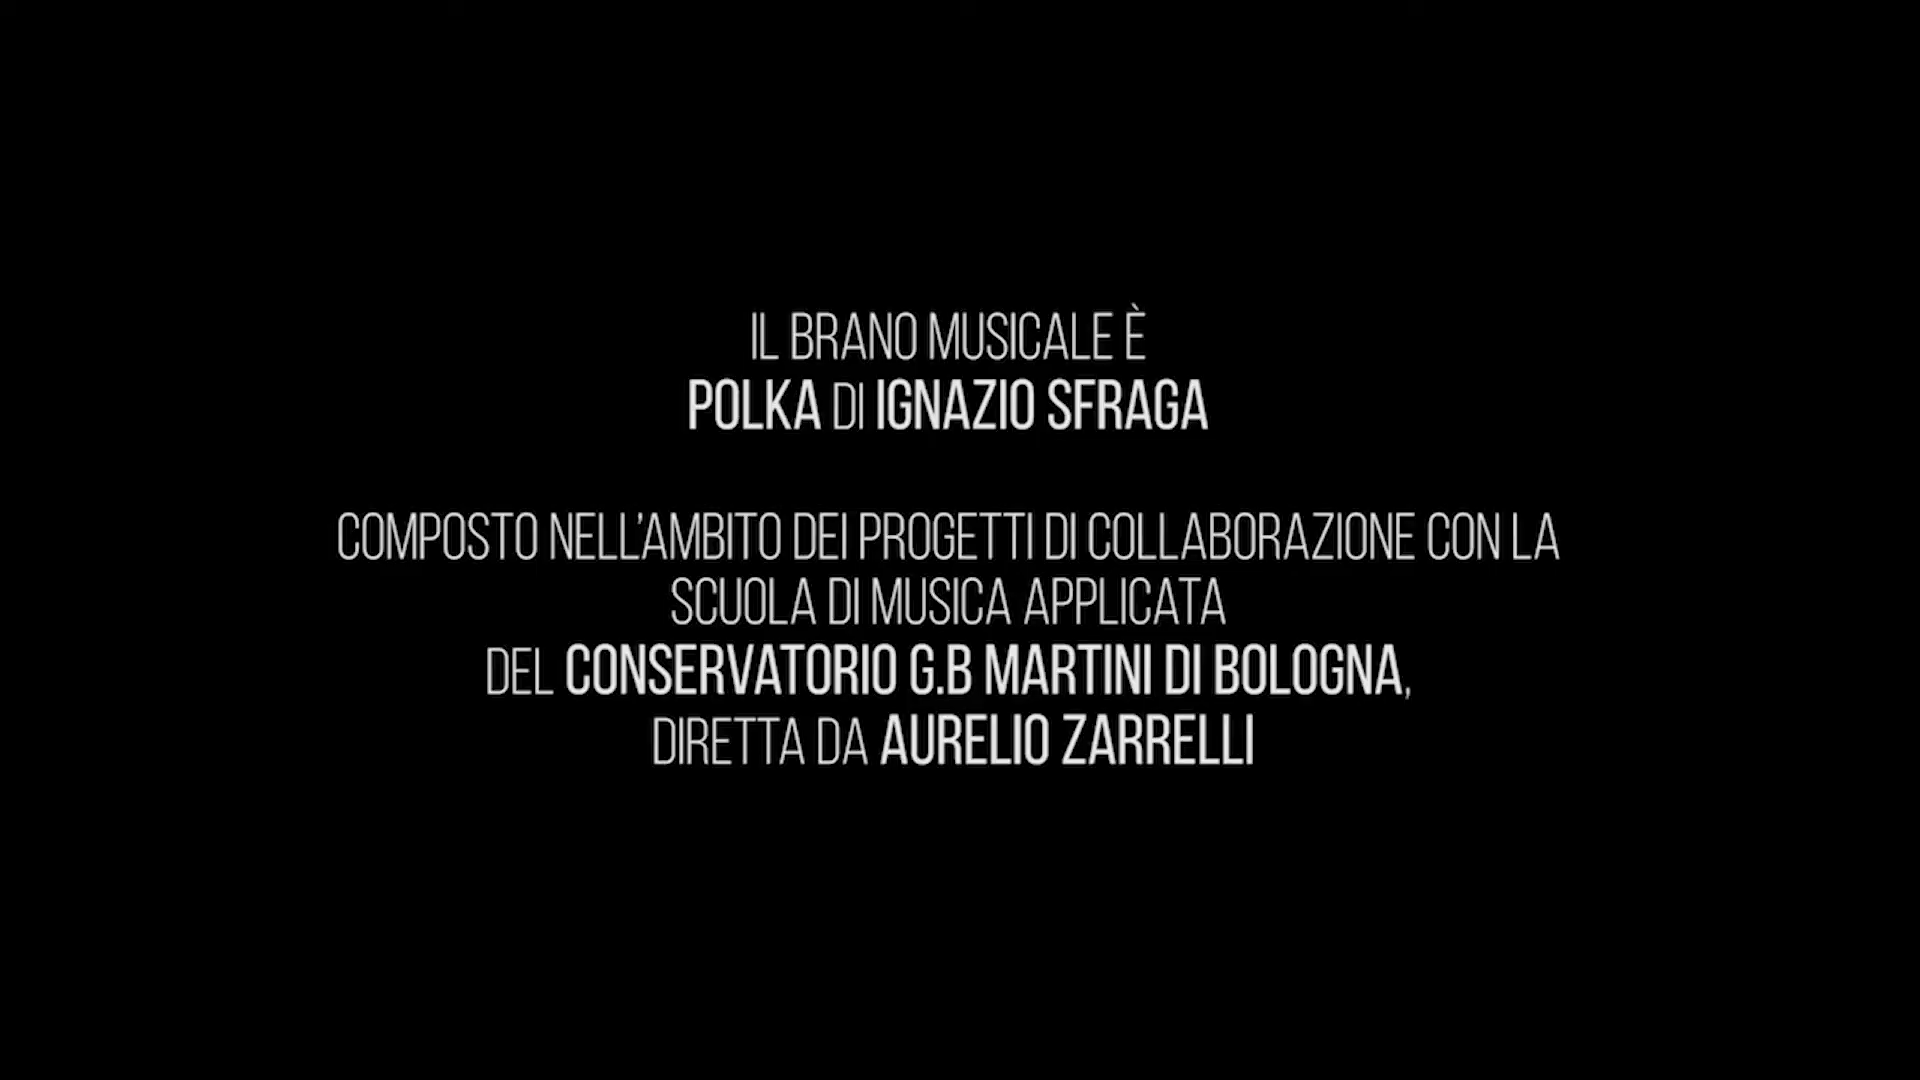 IL BRANO MUSICALE È
POLKA DI IGNAZIO SFRAGA
COMPOSTO NELL'AMBITO DEI PROGETTI DI COLLABORAZIONE CON LA
SCUOLA DI MUSICA APPLICATA
DEL CONSERVATORIO G.B MARTINI DI BOLOGNA,
DIRETTA DA AURELIO ZARRELLI